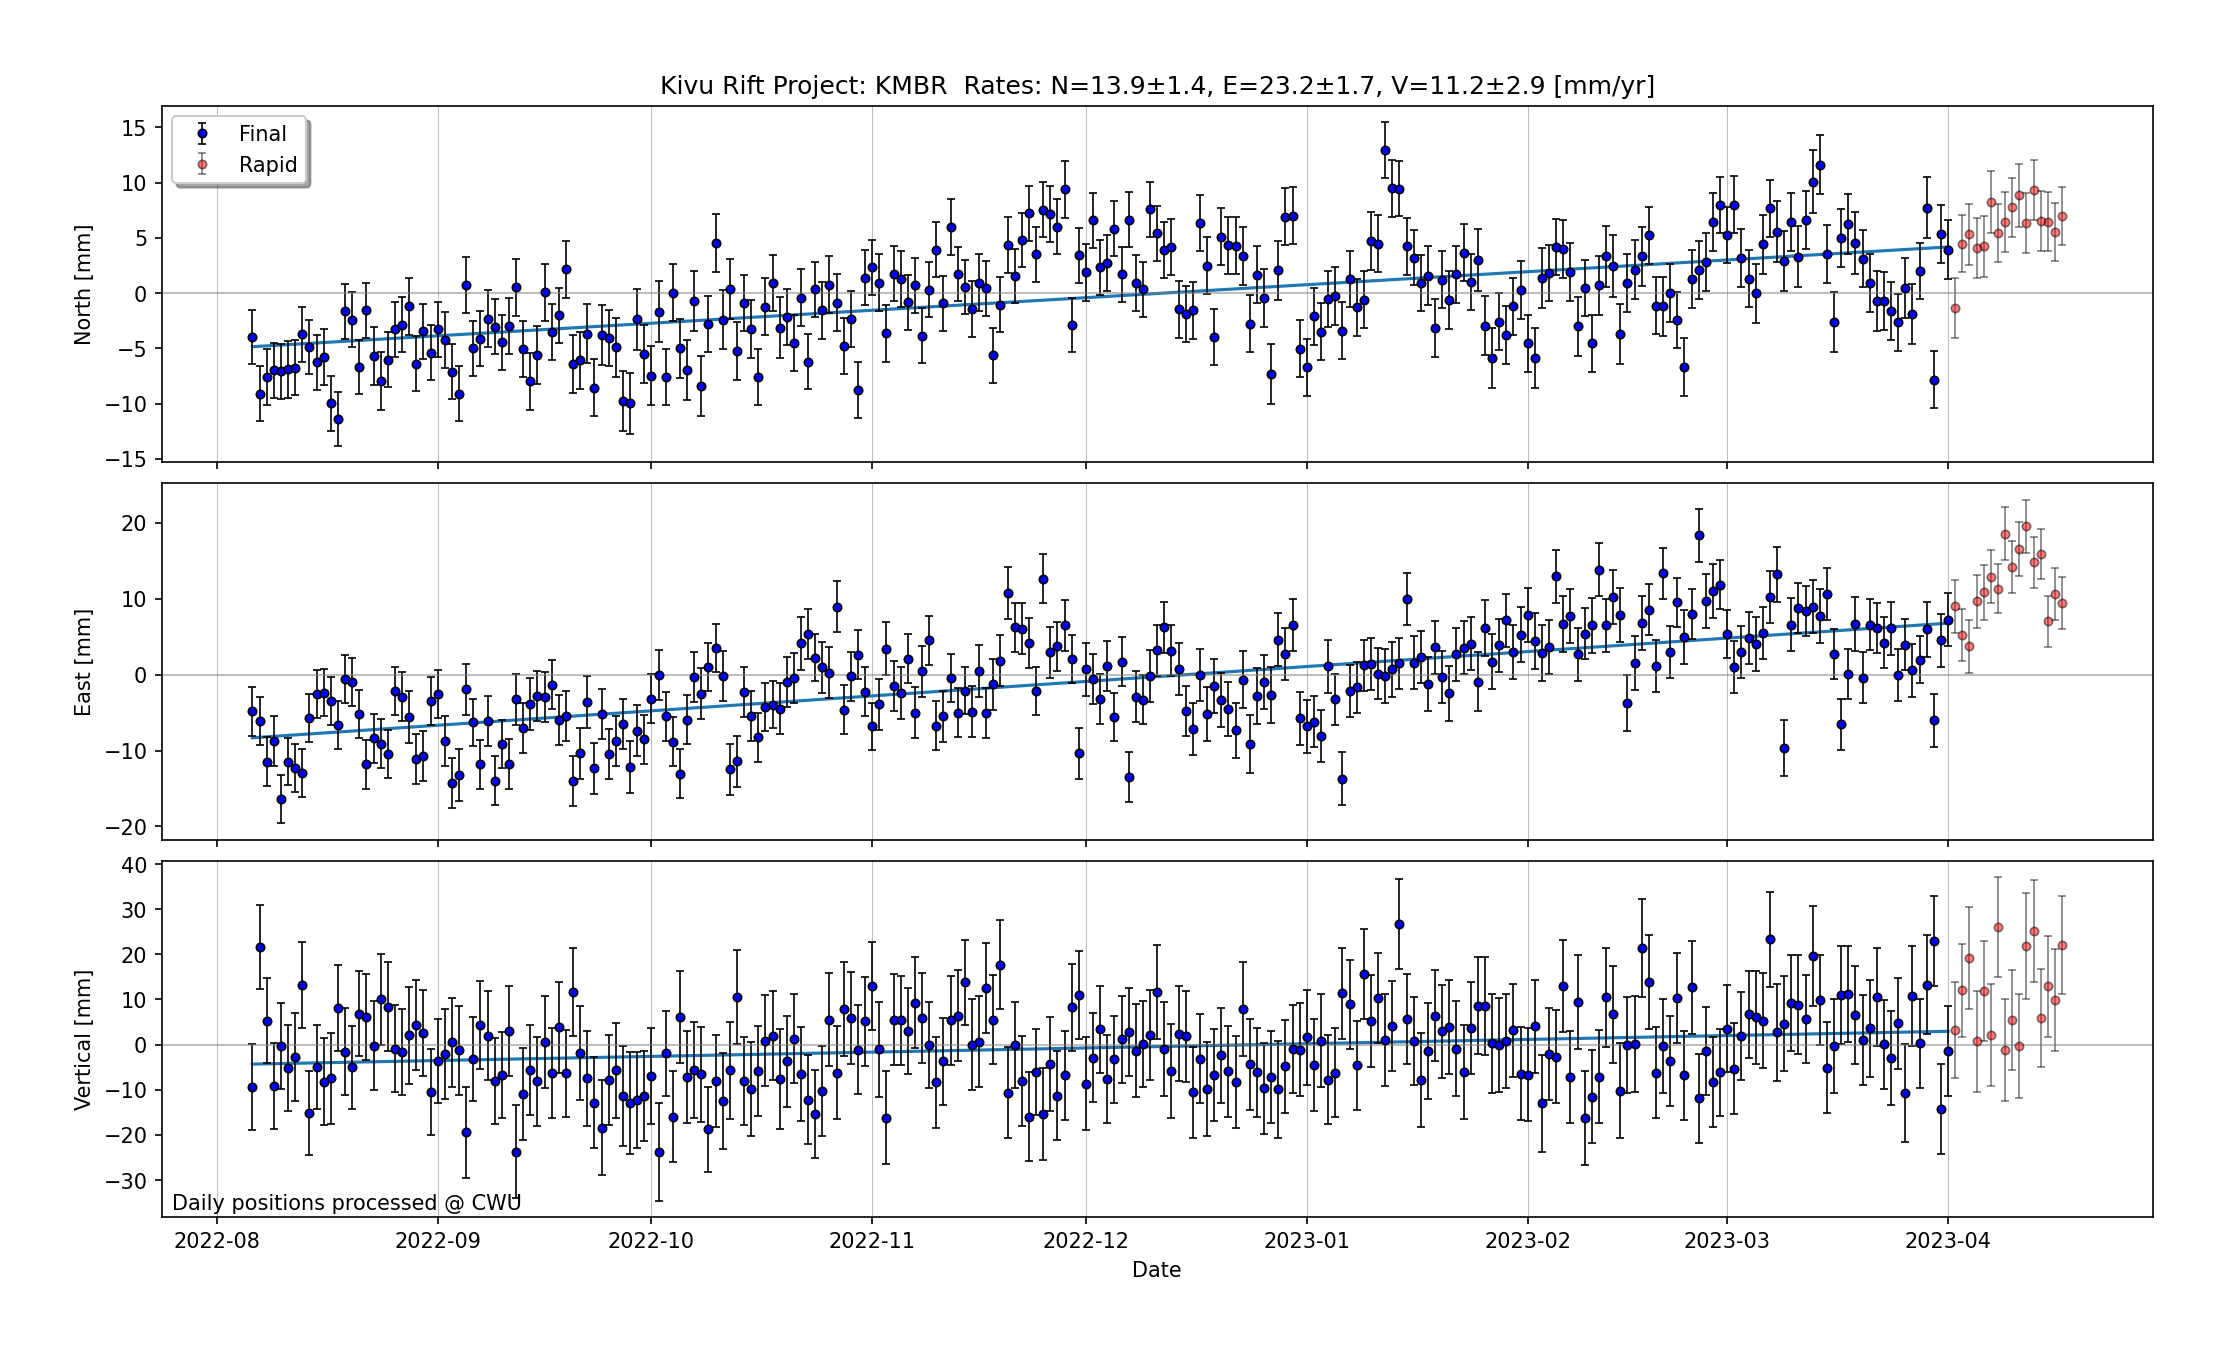 Kivu Rift Project: KMBR  Rates: N=13.9±1.4, E=23.2±1.7, V=11.2±2.9 [mm/yr]
Final
Rapid
North [mm]
15
10
5
0
−5
−10
−15
East [mm]
20
10
0
−10
−20
Vertical [mm]
40
30
20
10
0
−10
−20
−30
Daily positions processed @ CWU
2022-08 2022-09 2022-10 2022-11 2022-12 2023-01 2023-02 2023-03 2023-04
Date